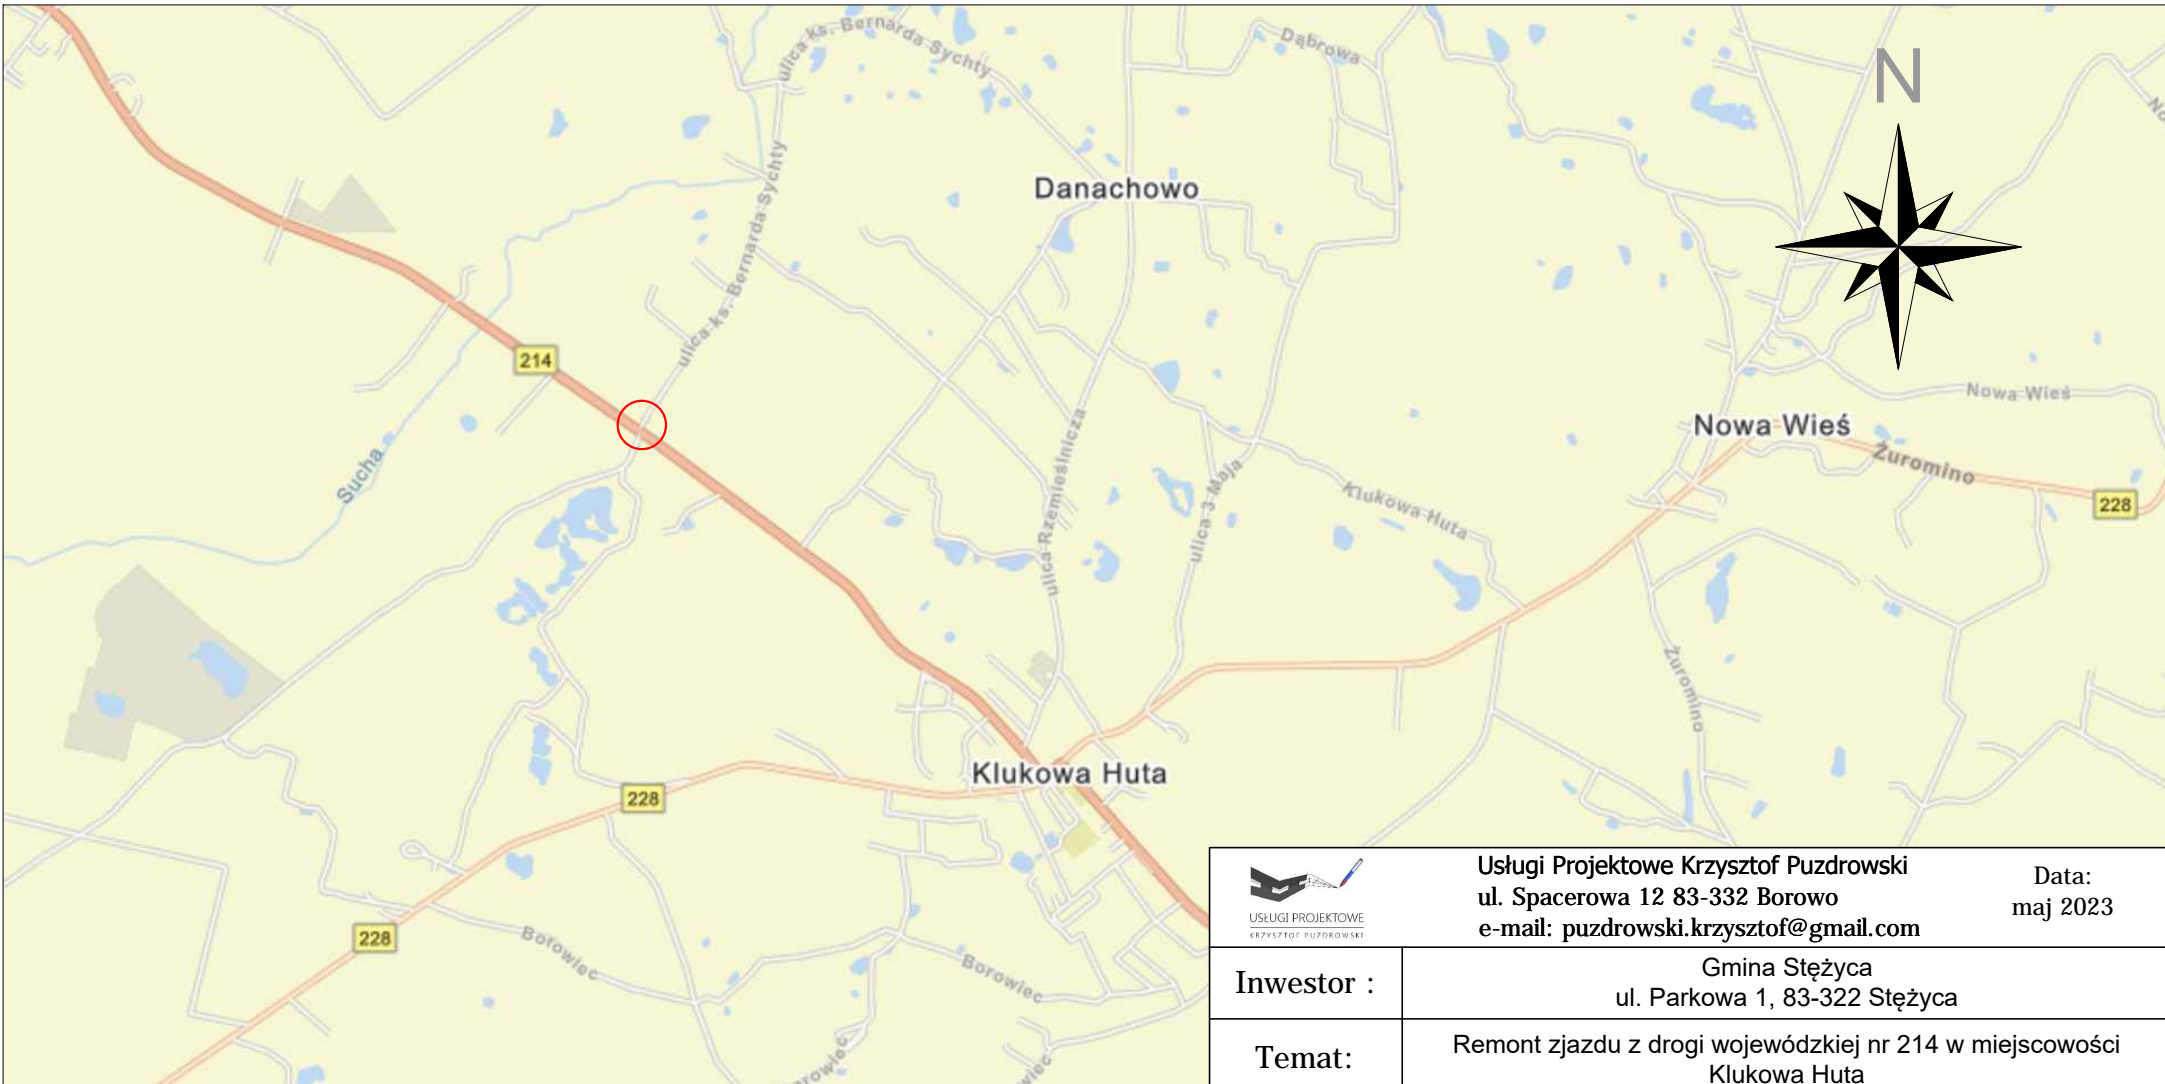 ulica ks. Bernarda Sychty
Dąbrowa
N
ulica ks. Bernarda Sychty
Danachowo
ulica ks. Bernarda Sychty
214
Nowa Wieś
Nowa Wieś
Żuromino
228
Sucha
ulica Rzemieślnicza
ulica 3 Maja
Klukowa Huta
Żuromino
Klukowa Huta
228
228
Borowiec
Borowiec
USŁUGI PROJEKTOWE
KRZYSZTOF PUZDROWSKI
Usługi Projektowe Krzysztof Puzdrowski
ul. Spacerowa 12 83-332 Borowo
e-mail: puzdrowski.krzysztof@gmail.com
Data:
maj 2023
Inwestor :
Gmina Stężyca
ul. Parkowa 1, 83-322 Stężyca
Temat:
Remont zjazdu z drogi wojewódzkiej nr 214 w miejscowości
Klukowa Huta